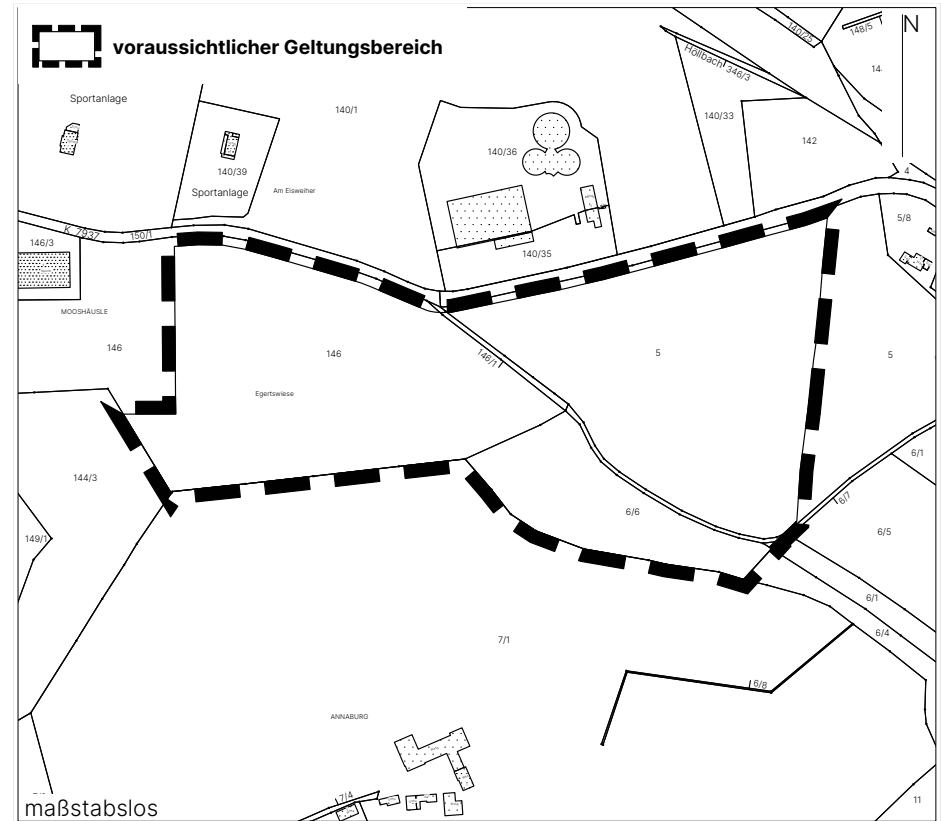 N
voraussichtlicher Geltungsbereich
140/25
148/5
Höllbach 346/3
Sportanlage
140/1
140/33
142
140/36
140/39
Sportanlage
Am Eisweiher
4
5/8
K 7937
150/1
146/3
140/35
MOOSHÄUSLE
146
146
146/1
5
5
Egertswiese
144/3
6/1
6/7
6/6
6/5
149/1
6/1
6/4
7/1
6/8
ANNABURG
7/4
11
maßstabslos